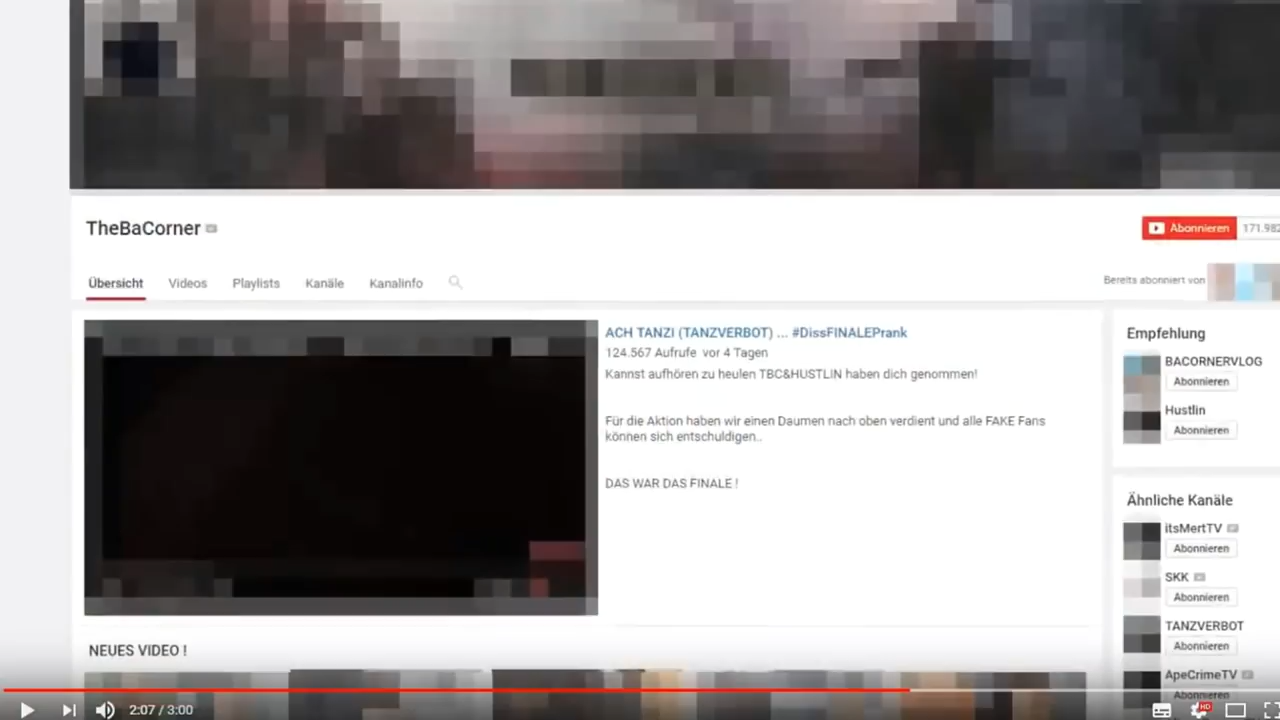 TheBaCorner
Abonnieren 171.982
Übersicht Videos Playlists Kanäle Kanalinfo
Bereits abonniert von
ACH TANZI (TANZVERBOT) ... #DissFINALEPrank
124.567 Aufrufe vor 4 Tagen
Kannst aufhören zu heulen TBC&HUSTLIN haben dich genommen!
Für die Aktion haben wir einen Daumen nach oben verdient und alle FAKE Fans
können sich entschuldigen..
DAS WAR DAS FINALE !
NEUES VIDEO !
Empfehlung
BACORNERVLOG
Abonnieren
Hustlin
Abonnieren
Ähnliche Kanäle
itsMertTV
Abonnieren
SKK
Abonnieren
TANZVERBOT
Abonnieren
ApeCrimeTV
Abonnieren
2:07 / 3:00
HD